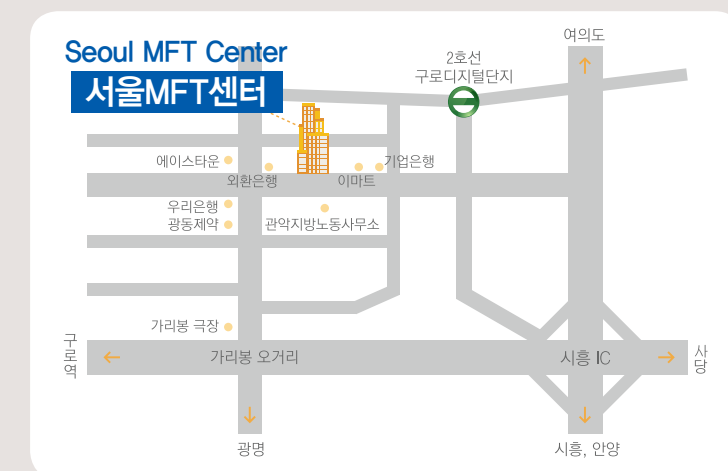 Seoul MFT Center
서울MFT센터
여의도
2호선
구로디지털단지
에이스타운
외환은행
이마트
기업은행
우리은행
광동제약
관악지방노동사무소
가리봉 극장
구로역
가리봉 오거리
시흥 IC
사당
광명
시흥, 안양